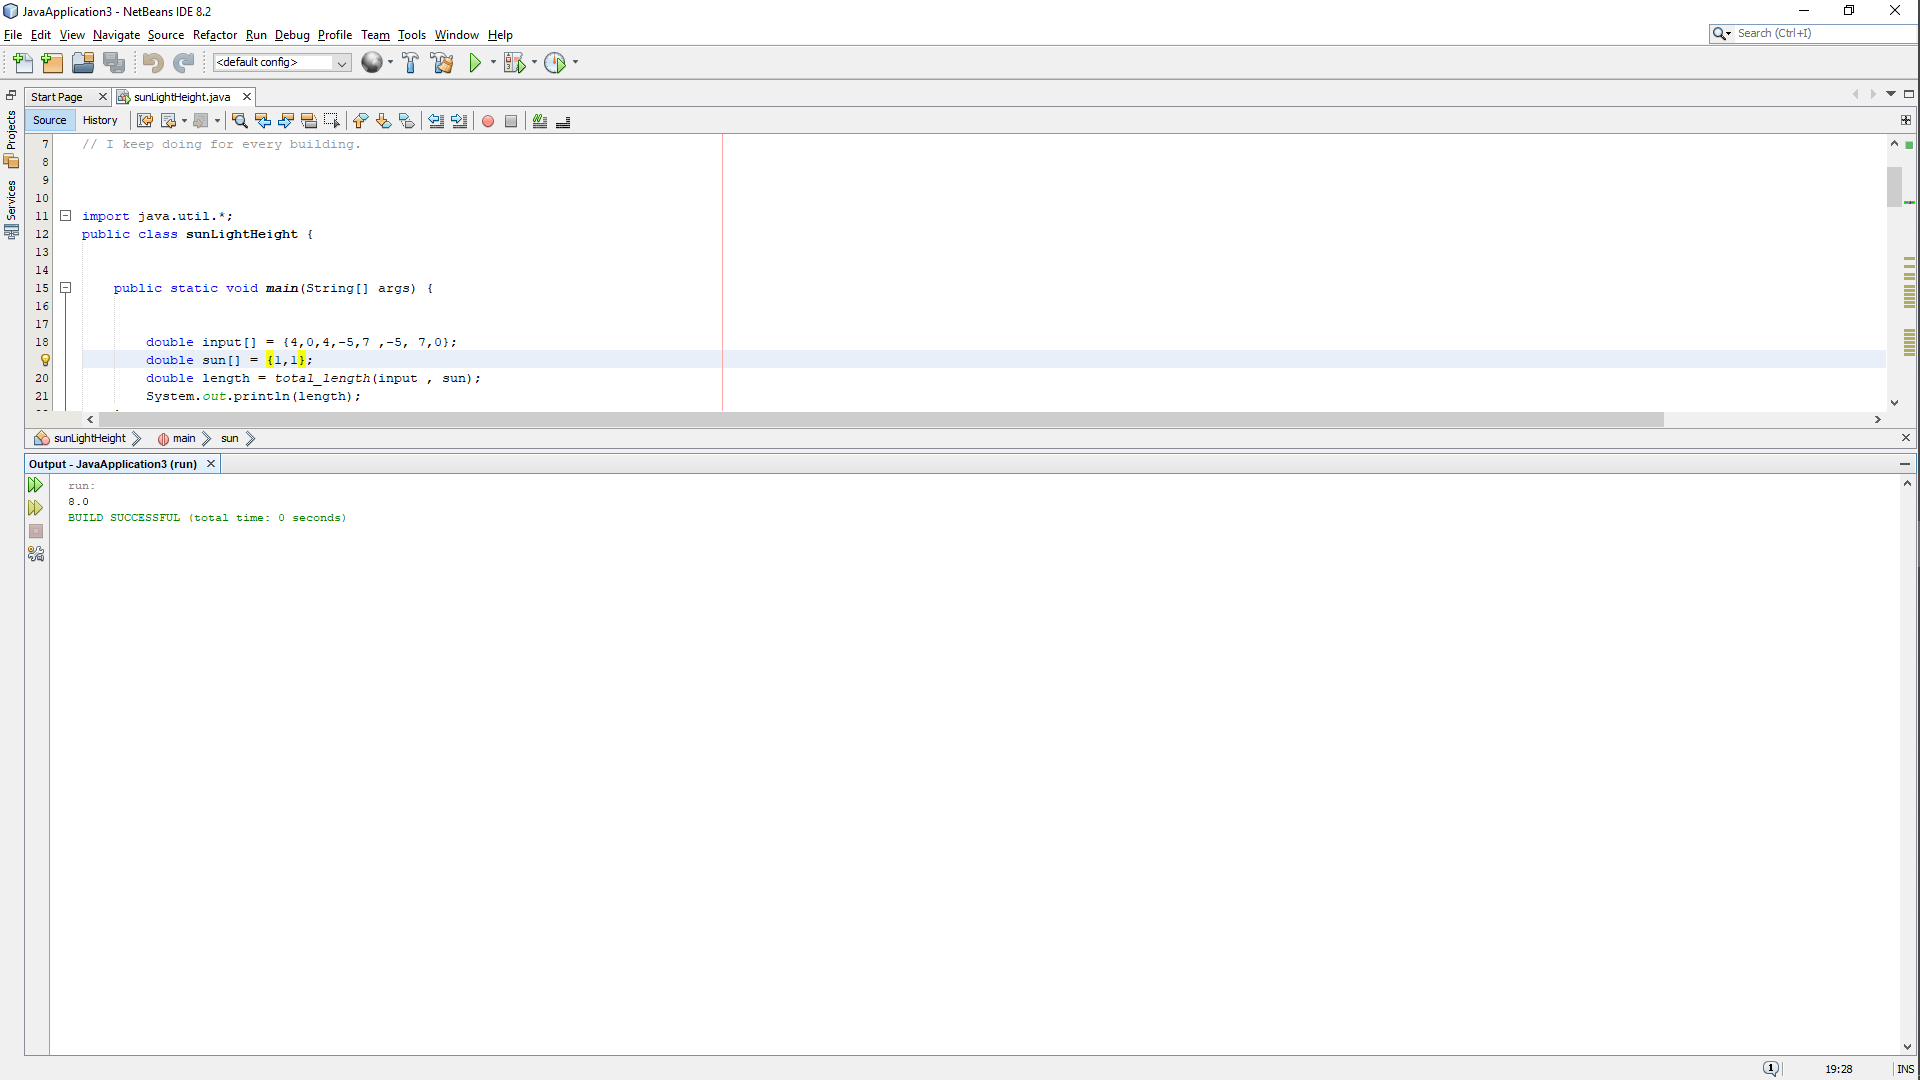 JavaApplication3 - NetBeans IDE 8.2
File Edit View Navigate Source Refactor Run Debug Profile Team Tools Window Help
Search (Ctrl+I)
<default config>
Start Page
sunLightHeight.java
Projects
Services
Source History
7 // I keep doing for every building.
8
9
10
11 import java.util.*;
12 public class sunLightHeight {
13
14
15 public static void main(String[] args) {
16
17
18 double input[] = {4,0,4,-5,7 ,-5, 7,0};
double sun[] = {1,1};
20 double length = total_length(input , sun);
21 System.out.println(length);
sunLightHeight main sun
Output - JavaApplication3 (run)
run:
8.0
BUILD SUCCESSFUL (total time: 0 seconds)
1 19:28 INS